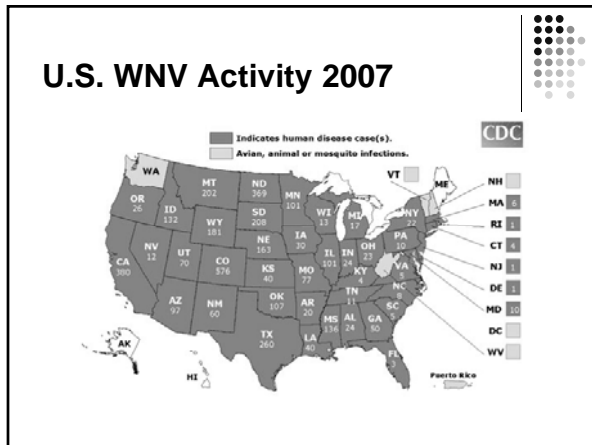 U.S. WNV Activity 2007
Indicates human disease case(s).
Avian, animal or mosquito infections.
CDC
WA
VT
ME
NH
MT
202
ND
369
MN
101
OR
26
ID
132
WY
181
SD
208
WI
13
MI
17
NY
22
MA 6
RI 1
CT 4
NJ 1
DE 1
MD 10
DC
WV
NV
12
UT
70
CO
576
NE
163
IA
30
IL
101
IN
24
OH
23
PA
10
CA
380
KS
40
MO
77
KY
4
VA
5
AZ
97
NM
60
OK
107
AR
20
TN
11
NC
8
SC
5
MS
136
AL
24
GA
50
TX
260
LA
40
FL
3
AK
HI
Puerto Rico